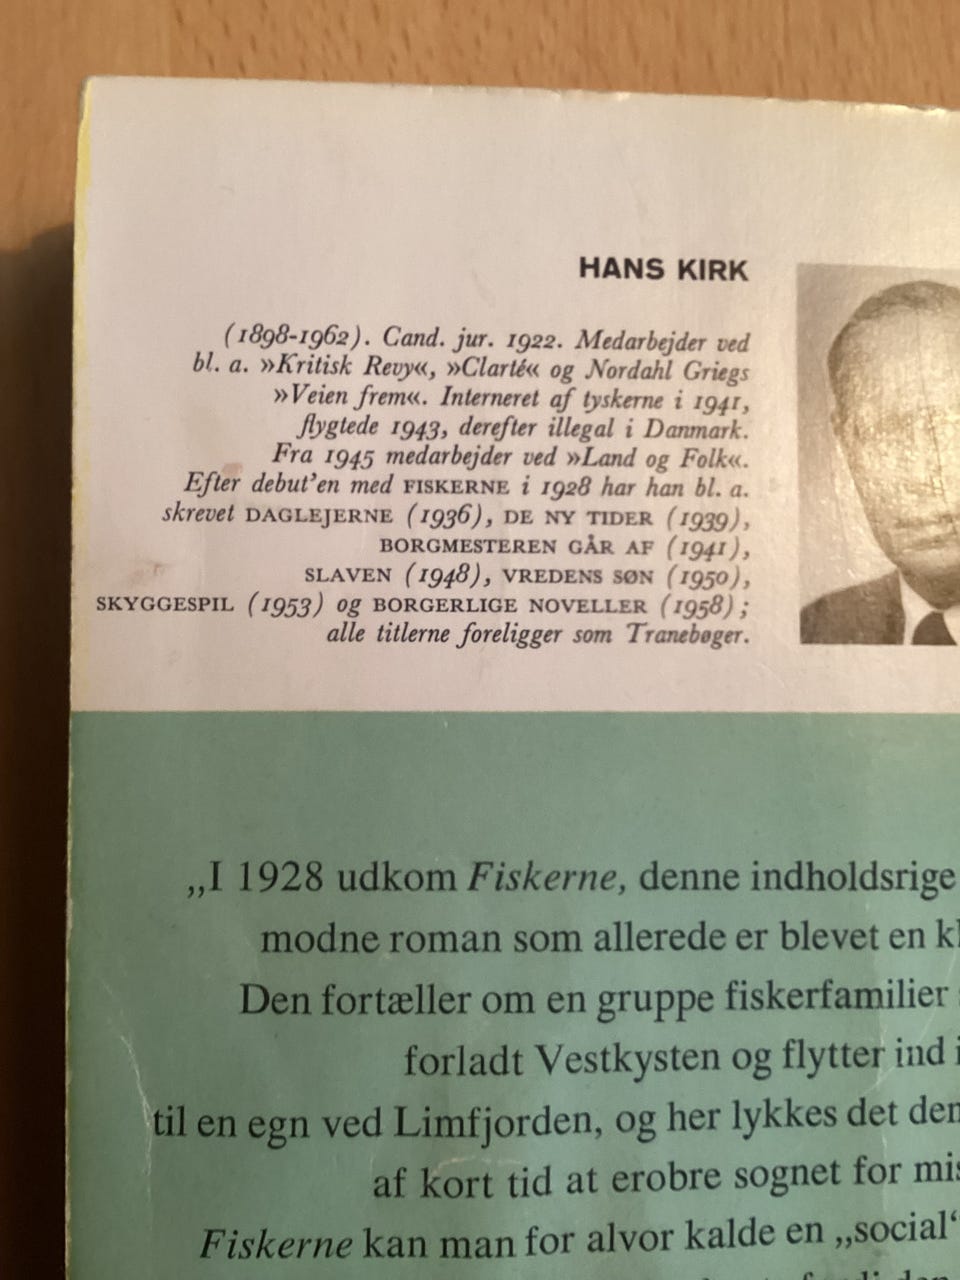 HANS KIRK
(1898-1962). Cand. jur. 1922. Medarbejder ved
bl. a. »Kritisk Revy«, »Clarté« og Nordahl Griegs
»Veien frem«. Interneret af tyskerne i 1941,
flygtede 1943, derefter illegal i Danmark.
Fra 1945 medarbejder ved »Land og Folk«.
Efter debut'en med FISKERNE i 1928 har han bl. a.
skrevet DAGLEJERNE (1936), DE NY TIDER (1939),
BORGMESTEREN GÅR AF (1941),
SLAVEN (1948), VREDENS SØN (1950),
SKYGGESPIL (1953) og BORGERLIGE NOVELLER (1958);
alle titlerne foreligger som Tranebøger.
„I 1928 udkom Fiskerne, denne indholdsrige
modne roman som allerede er blevet en
Den fortæller om en gruppe fiskerfamilier
forladt Vestkysten og flytter ind
til en egn ved Limfjorden, og her lykkes det
af kort tid at erobre sognet for
Fiskerne kan man for alvor kalde en „social“